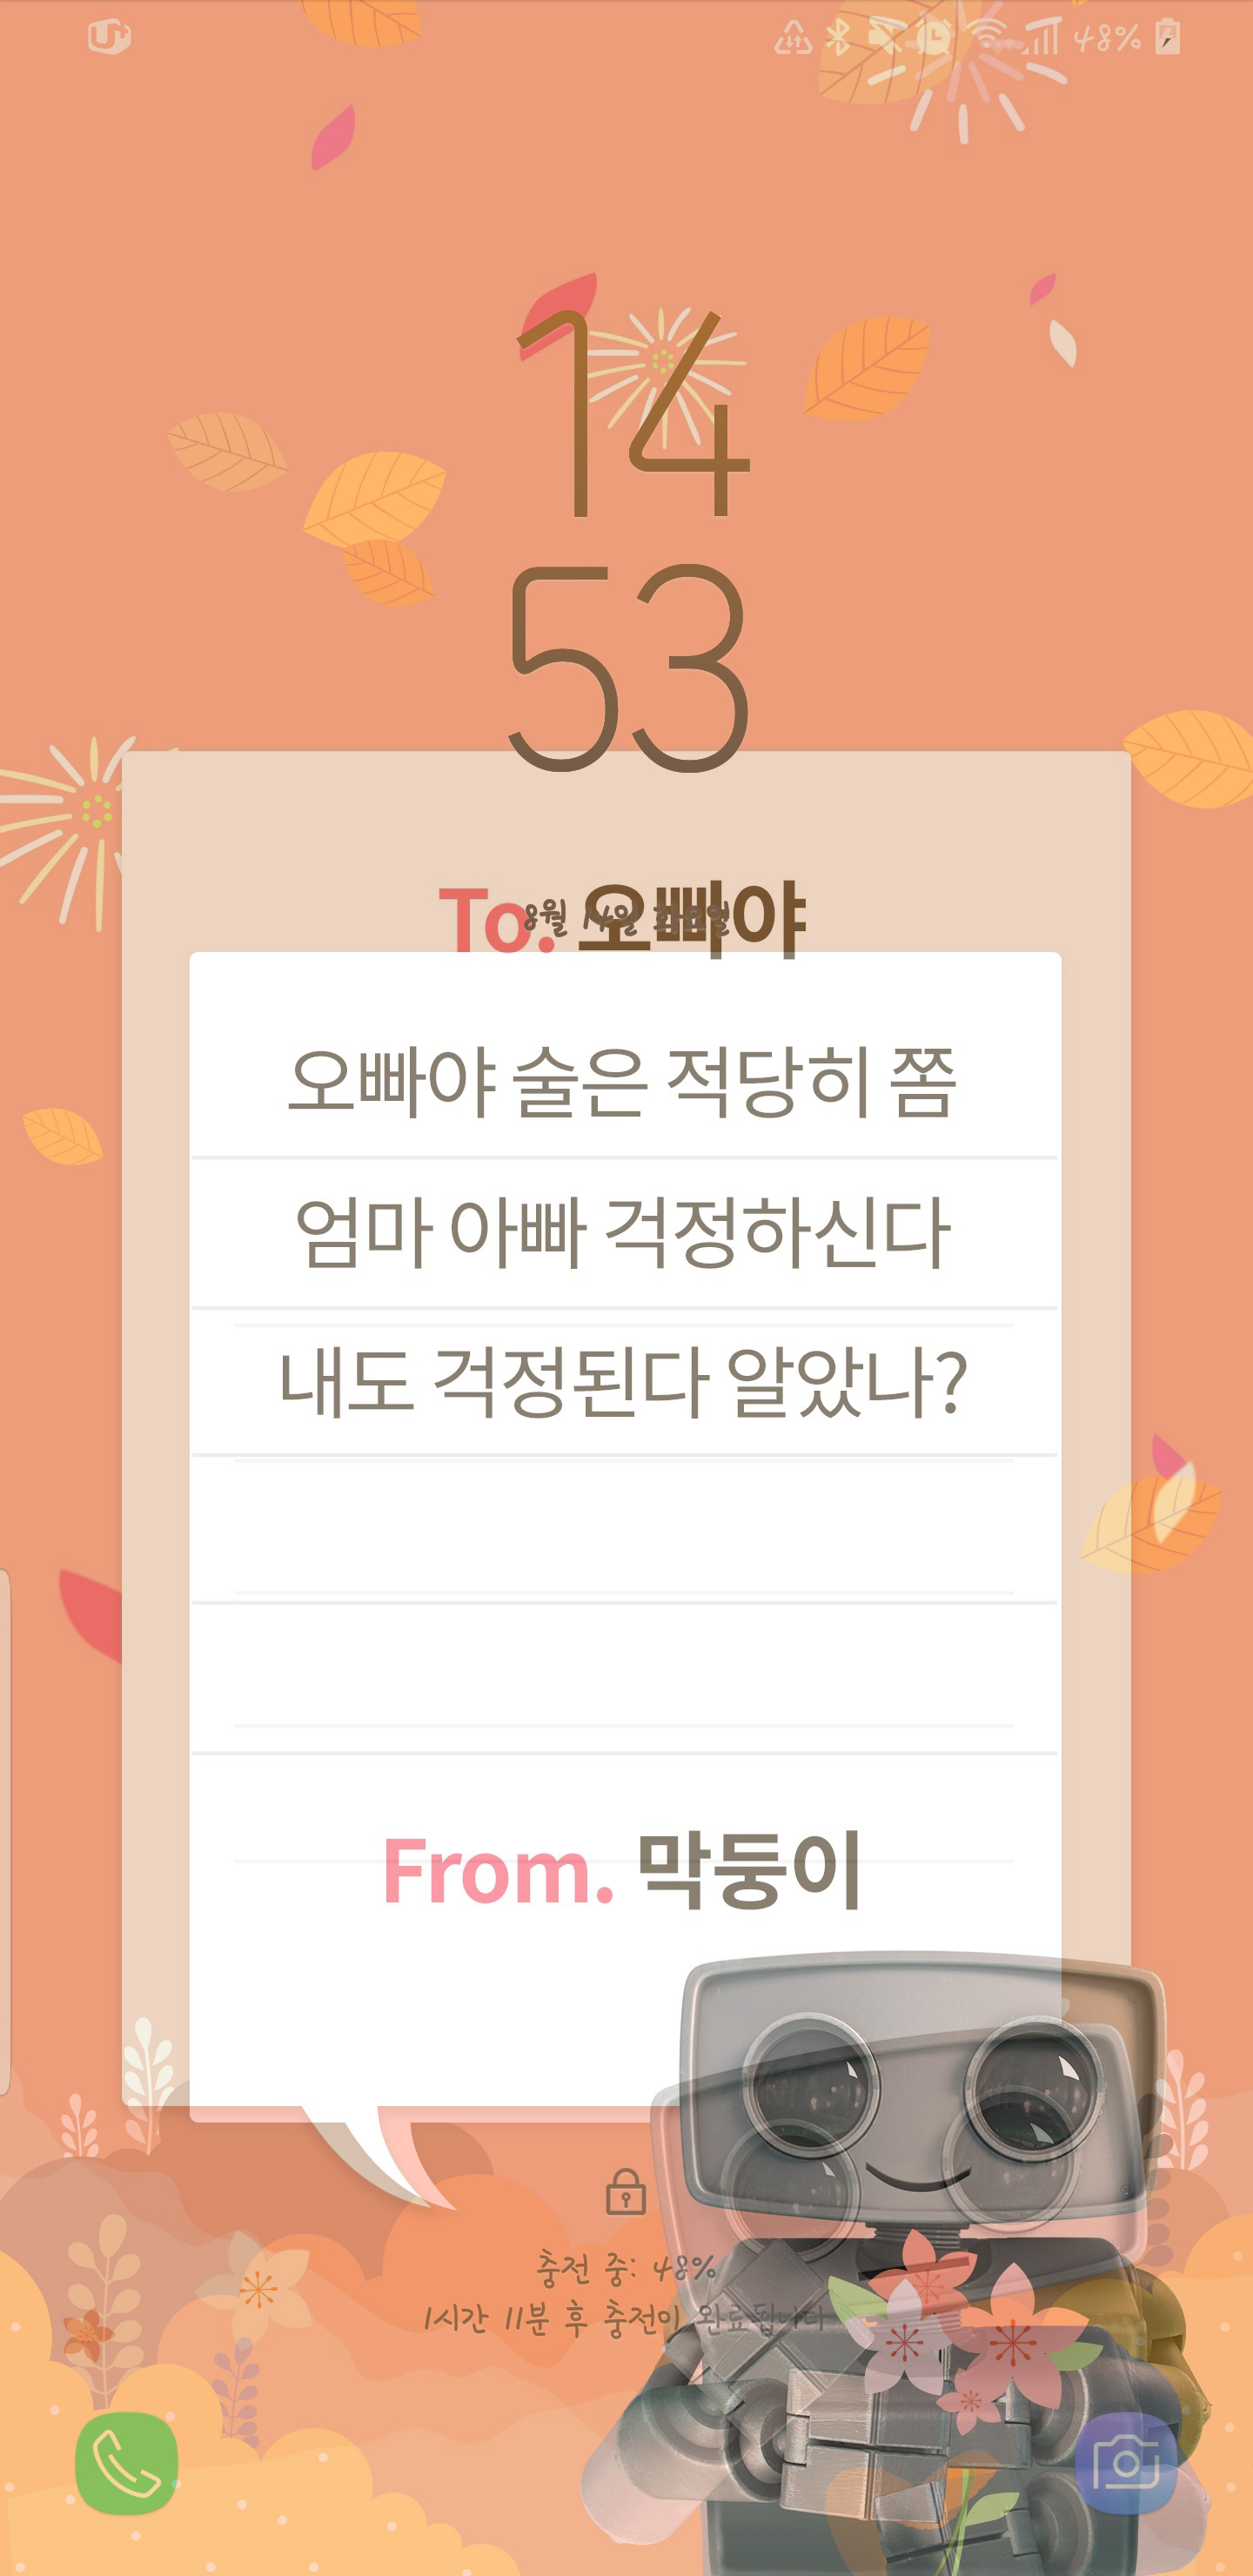 U+
48%
14
53
To. 오빠야
8월 14일 화요일
오빠야 술은 적당히 쫌
엄마 아빠 걱정하신다
내도 걱정된다 알았나?
From. 막둥이
충전 중: 48%
1시간 11분 후 충전이 완료됩니다